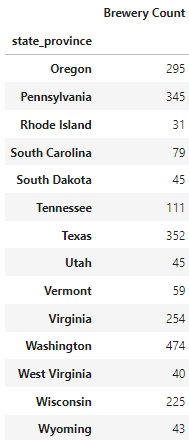 Brewery Count
state_province
Oregon 295
Pennsylvania 345
Rhode Island 31
South Carolina 79
South Dakota 45
Tennessee 111
Texas 352
Utah 45
Vermont 59
Virginia 254
Washington 474
West Virginia 40
Wisconsin 225
Wyoming 43